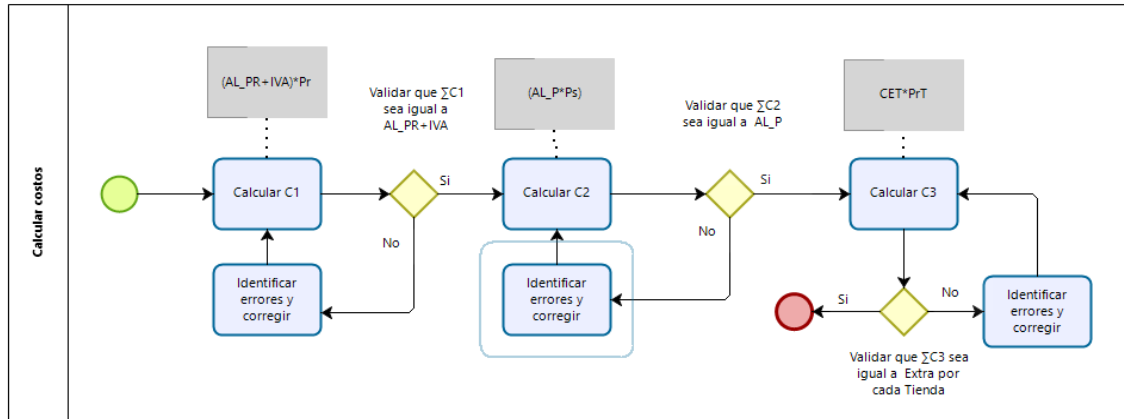 Calcular costos
(AL_PR+IVA)*Pr
Validar que ∑C1
sea igual a
AL_PR+IVA
(AL_P*Ps)
Validar que ∑C2
sea igual a AL_P
CET*PrT
Calcular C1
Si
Calcular C2
Si
Calcular C3
No
No
Identificar
errores y
corregir
Identificar
errores y
corregir
Si
No
Identificar
errores y
corregir
Validar que ∑C3 sea
igual a Extra por
cada Tienda